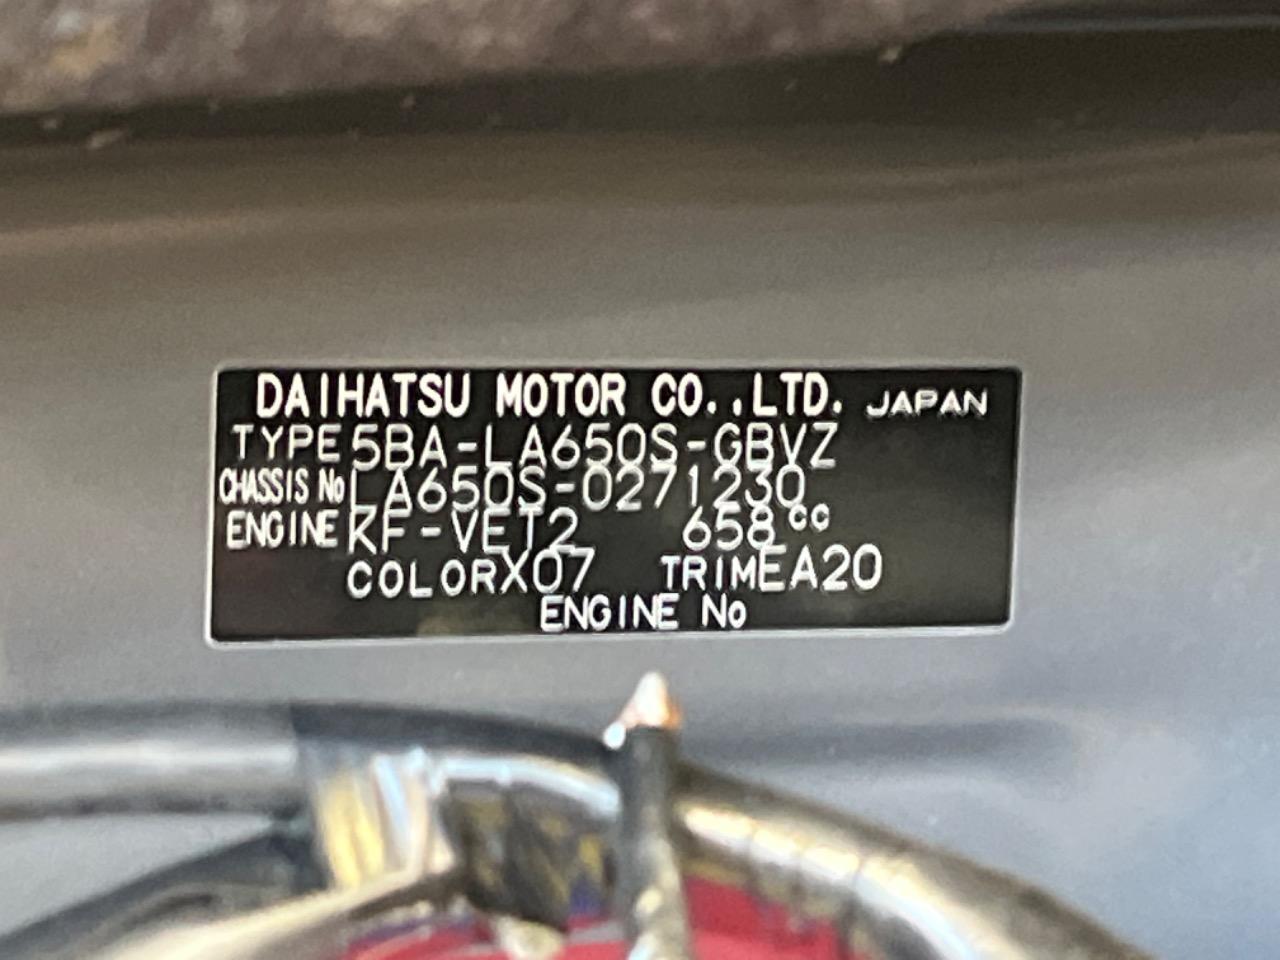 DAIHATSU MOTOR CO.,LTD. JAPAN
TYPE 5BA-LA650S-GBVZ
CHASSIS No LA650S-0271230
ENGINE KF-VET2 658cc
COLOR X07 TRIM EA20
ENGINE No